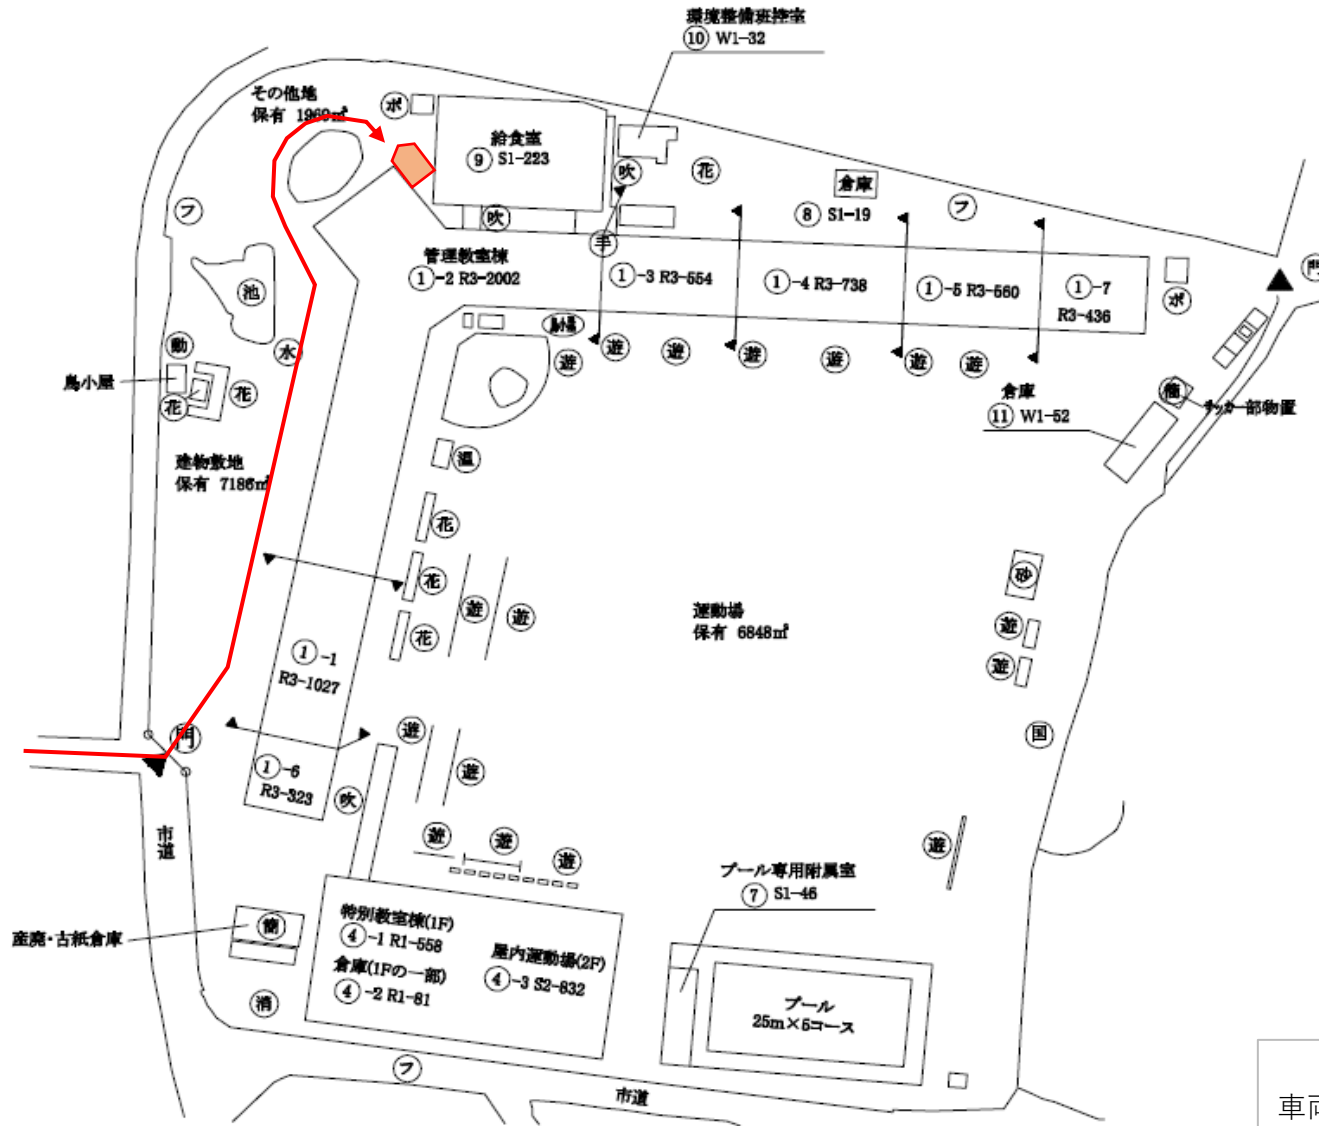 環境整備班控室
⑩ W1-32
その他地
保有 1969㎡
ポ
給食室
⑨ S1-223
吹
花
倉庫
⑧ S1-19
フ
フ
吹
手
管理教室棟
①-2 R3-2002
①-3 R3-554
①-4 R3-738
①-5 R3-560
①-7
R3-436
門
ポ
池
動
水
遊
遊
遊
遊
遊
遊
遊
鳥小屋
花
花
簡
倉庫
⑪ W1-52
サッカー部物置
建物敷地
保有 7186㎡
温
花
花
花
遊
遊
砂
遊
遊
運動場
保有 6848㎡
①-1
R3-1027
門
遊
国
①-6
R3-323
吹
遊
市道
遊
遊
遊
遊
プール専用附属室
⑦ S1-46
産廃・古紙倉庫
簡
特別教室棟(1F)
④-1 R1-558
倉庫(1Fの一部)
④-2 R1-81
屋内運動場(2F)
④-3 S2-832
消
プール
25m×5コース
フ
市道
車両